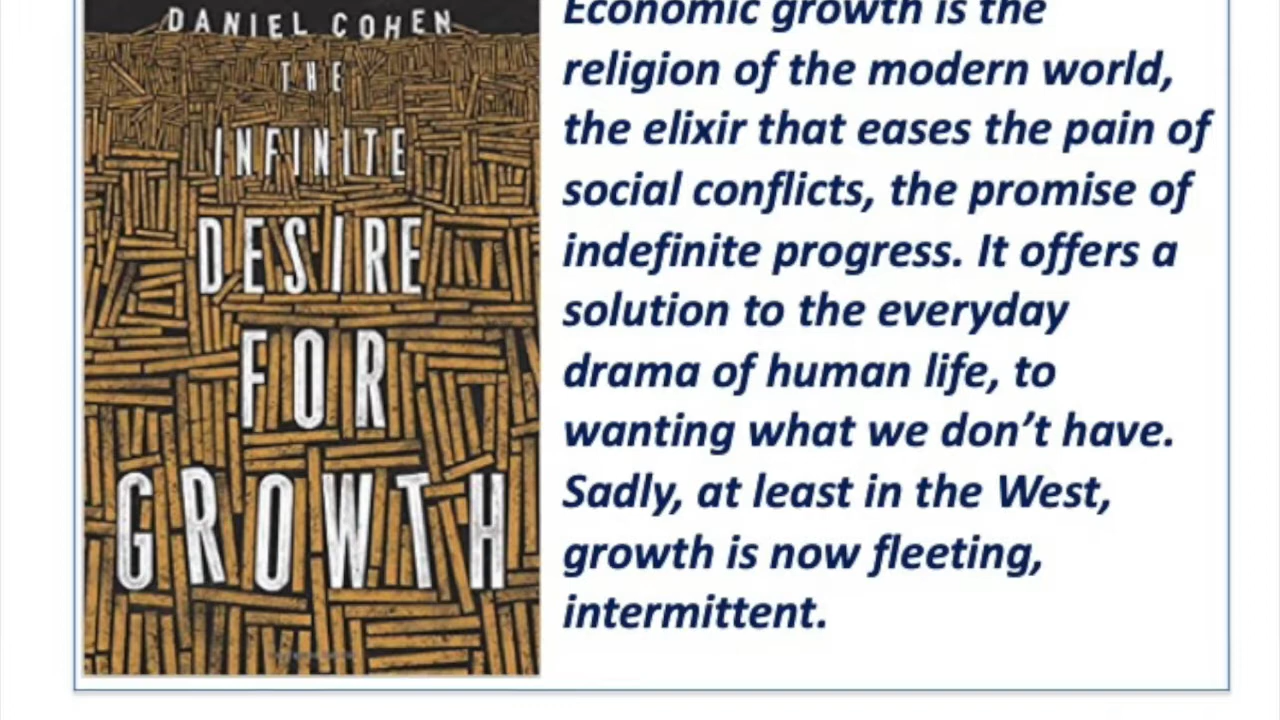 DANIEL COHEN
THE
INFINITE
DESIRE
FOR
GROWTH
Economic growth is the
religion of the modern world,
the elixir that eases the pain of
social conflicts, the promise of
indefinite progress. It offers a
solution to the everyday
drama of human life, to
wanting what we don’t have.
Sadly, at least in the West,
growth is now fleeting,
intermittent.